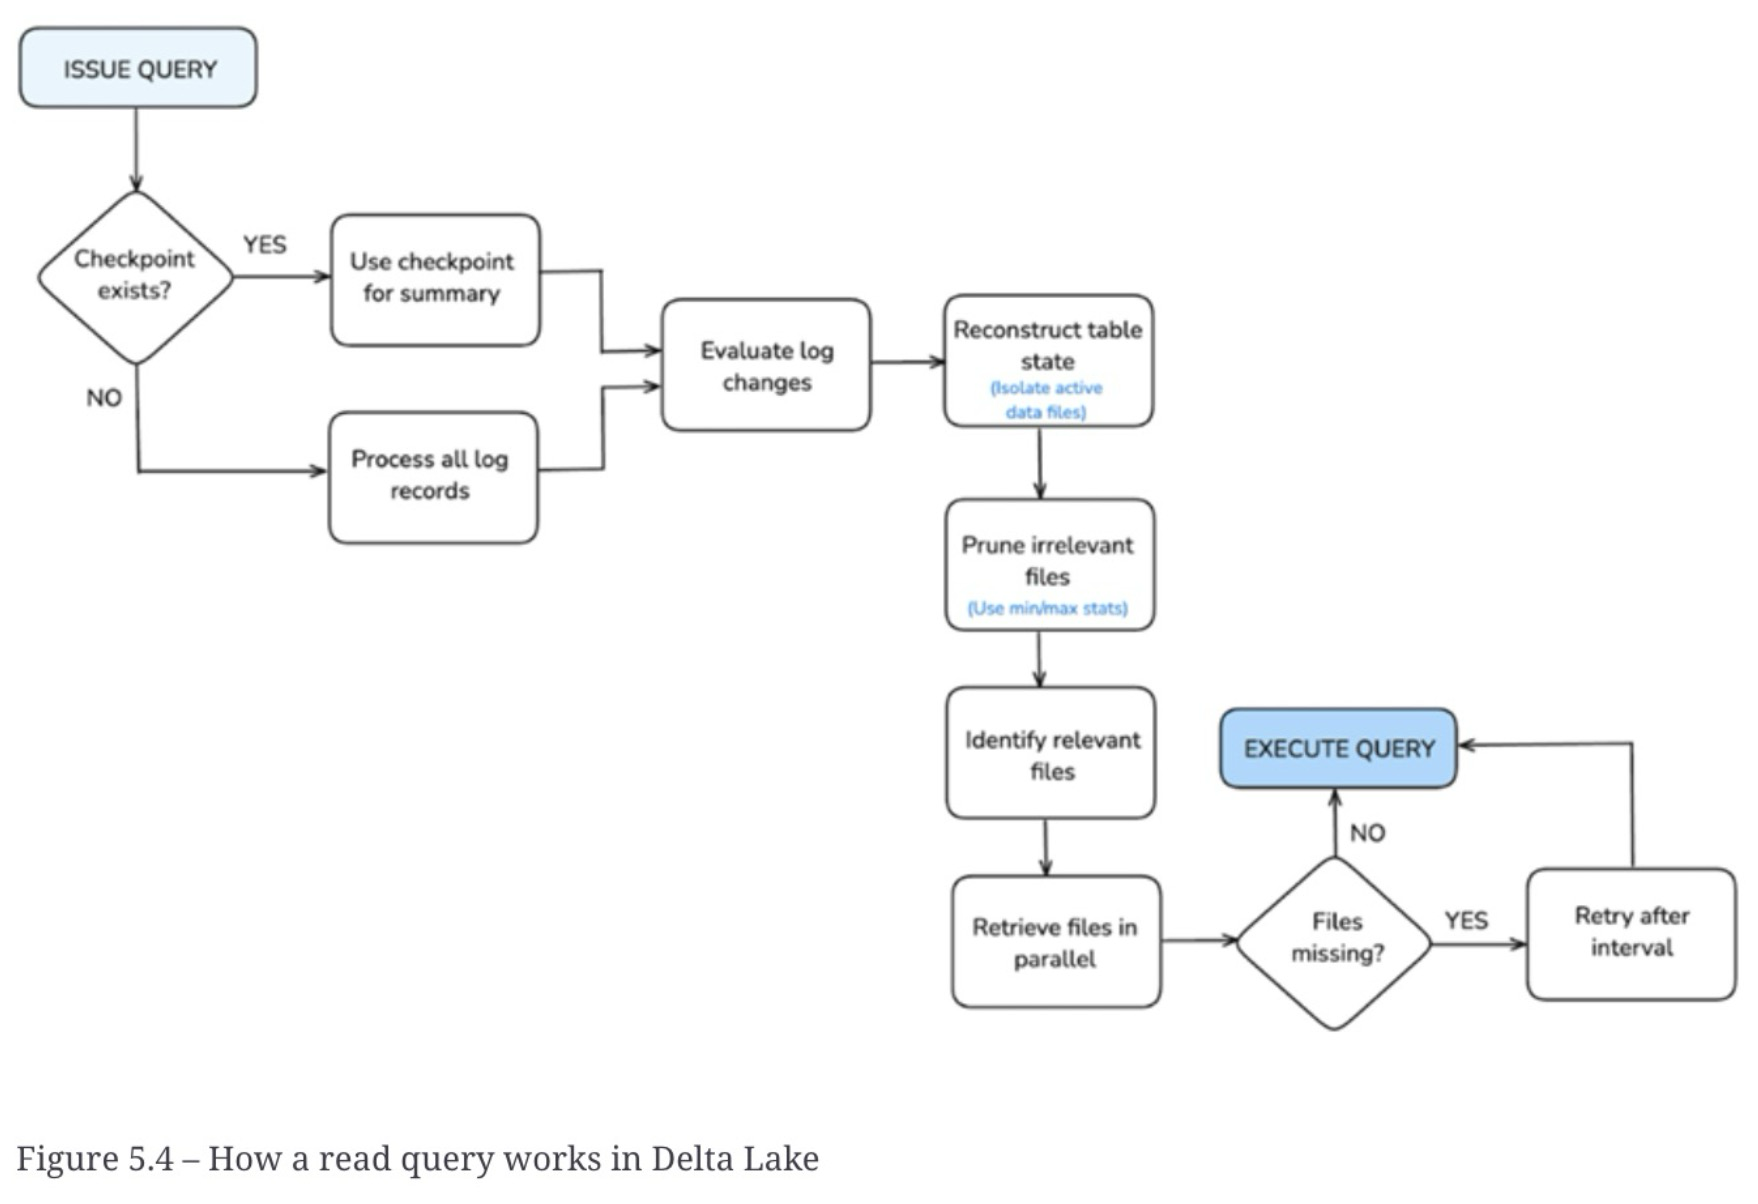 ISSUE QUERY
Checkpoint
exists?
YES
NO
Use checkpoint
for summary
Process all log
records
Evaluate log
changes
Reconstruct table
state
(Isolate active
data files)
Prune irrelevant
files
(Use min/max stats)
Identify relevant
files
Retrieve files in
parallel
Files
missing?
NO
YES
EXECUTE QUERY
Retry after
interval
Figure 5.4 – How a read query works in Delta Lake